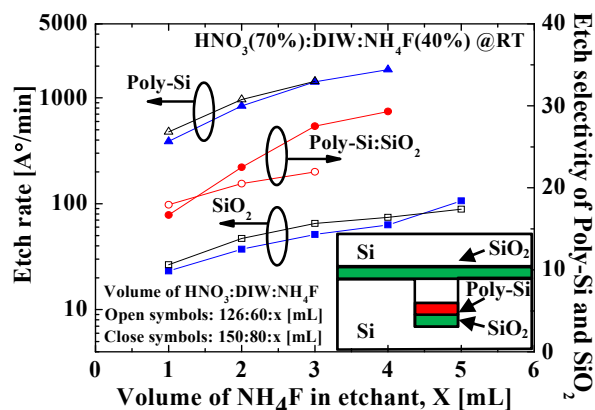 HNO3(70%):DIW:NH4F(40%) @RT
Poly-Si
Poly-Si:SiO2
SiO2
Volume of HNO3:DIW:NH4F
Open symbols: 126:60:x [mL]
Close symbols: 150:80:x [mL]
Si
SiO2
Poly-Si
Si
SiO2
Etch rate [A°/min]
5000
1000
100
10
Etch selectivity of Poly-Si and SiO2
40
30
20
10
0
0 1 2 3 4 5 6
Volume of NH4F in etchant, X [mL]